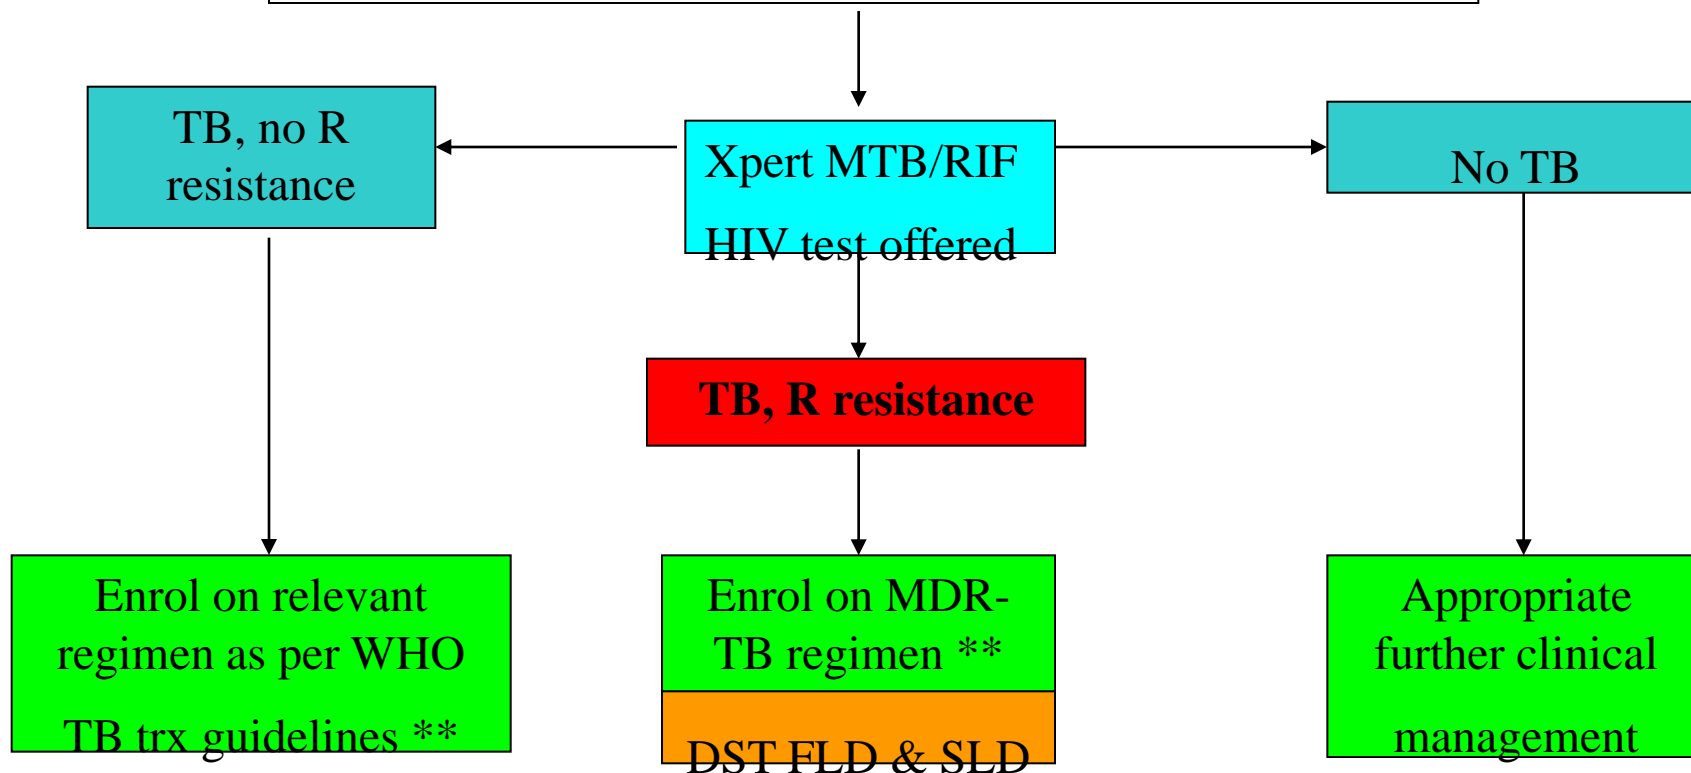 TB, no R
resistance
Xpert MTB/RIF
HIV test offered
No TB
TB, R resistance
Enrol on relevant
regimen as per WHO
TB trx guidelines **
Enrol on MDR-
TB regimen **
DST FLD & SLD
Appropriate
further clinical
management